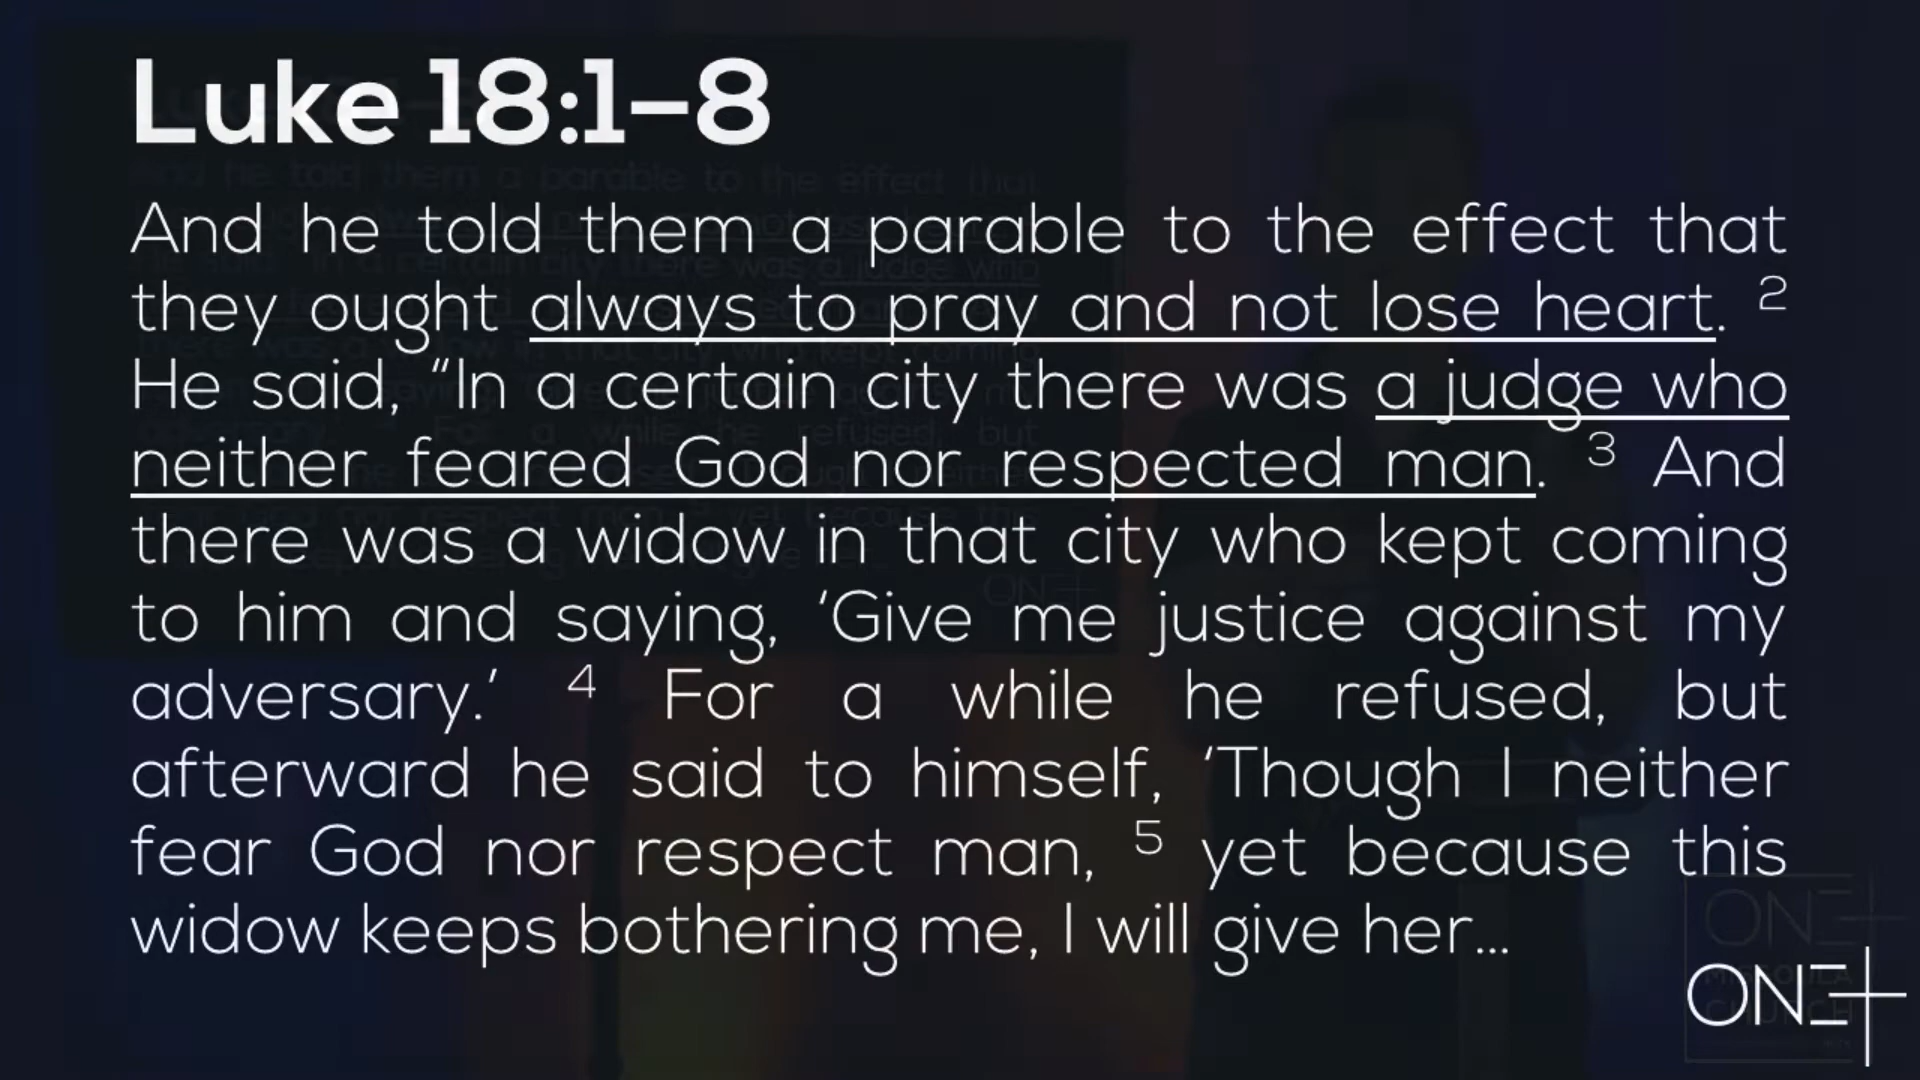 Luke 18:1–8
And he told them a parable to the effect that
they ought always to pray and not lose heart. 2
He said, “In a certain city there was a judge who
neither feared God nor respected man. 3 And
there was a widow in that city who kept coming
to him and saying, ‘Give me justice against my
adversary.’ 4 For a while he refused, but
afterward he said to himself, ‘Though I neither
fear God nor respect man, 5 yet because this
widow keeps bothering me, I will give her...
ONE